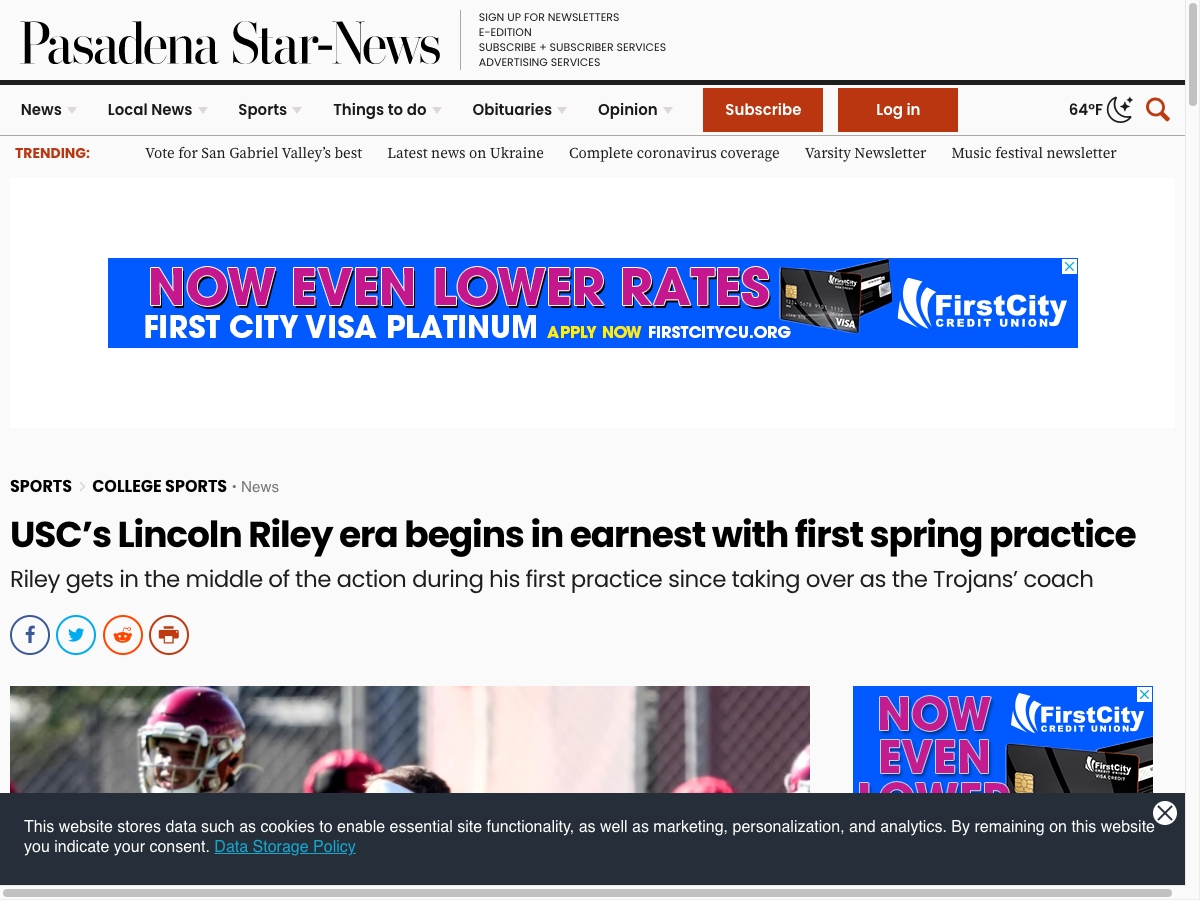 Pasadena Star-News
SIGN UP FOR NEWSLETTERS
E-EDITION
SUBSCRIBE + SUBSCRIBER SERVICES
ADVERTISING SERVICES
News
Local News
Sports
Things to do
Obituaries
Opinion
Subscribe
Log in
64°F
TRENDING:
Vote for San Gabriel Valley’s best
Latest news on Ukraine
Complete coronavirus coverage
Varsity Newsletter
Music festival newsletter
NOW EVEN LOWER RATES
FIRST CITY VISA PLATINUM APPLY NOW FIRSTCITYCU.ORG
VISA
FirstCity
CREDIT UNION
SPORTS
COLLEGE SPORTS • News
USC’s Lincoln Riley era begins in earnest with first spring practice
Riley gets in the middle of the action during his first practice since taking over as the Trojans’ coach
NOW
EVEN
LOWER
FirstCity
CREDIT UNION
FirstCity
This website stores data such as cookies to enable essential site functionality, as well as marketing, personalization, and analytics. By remaining on this website
you indicate your consent. Data Storage Policy